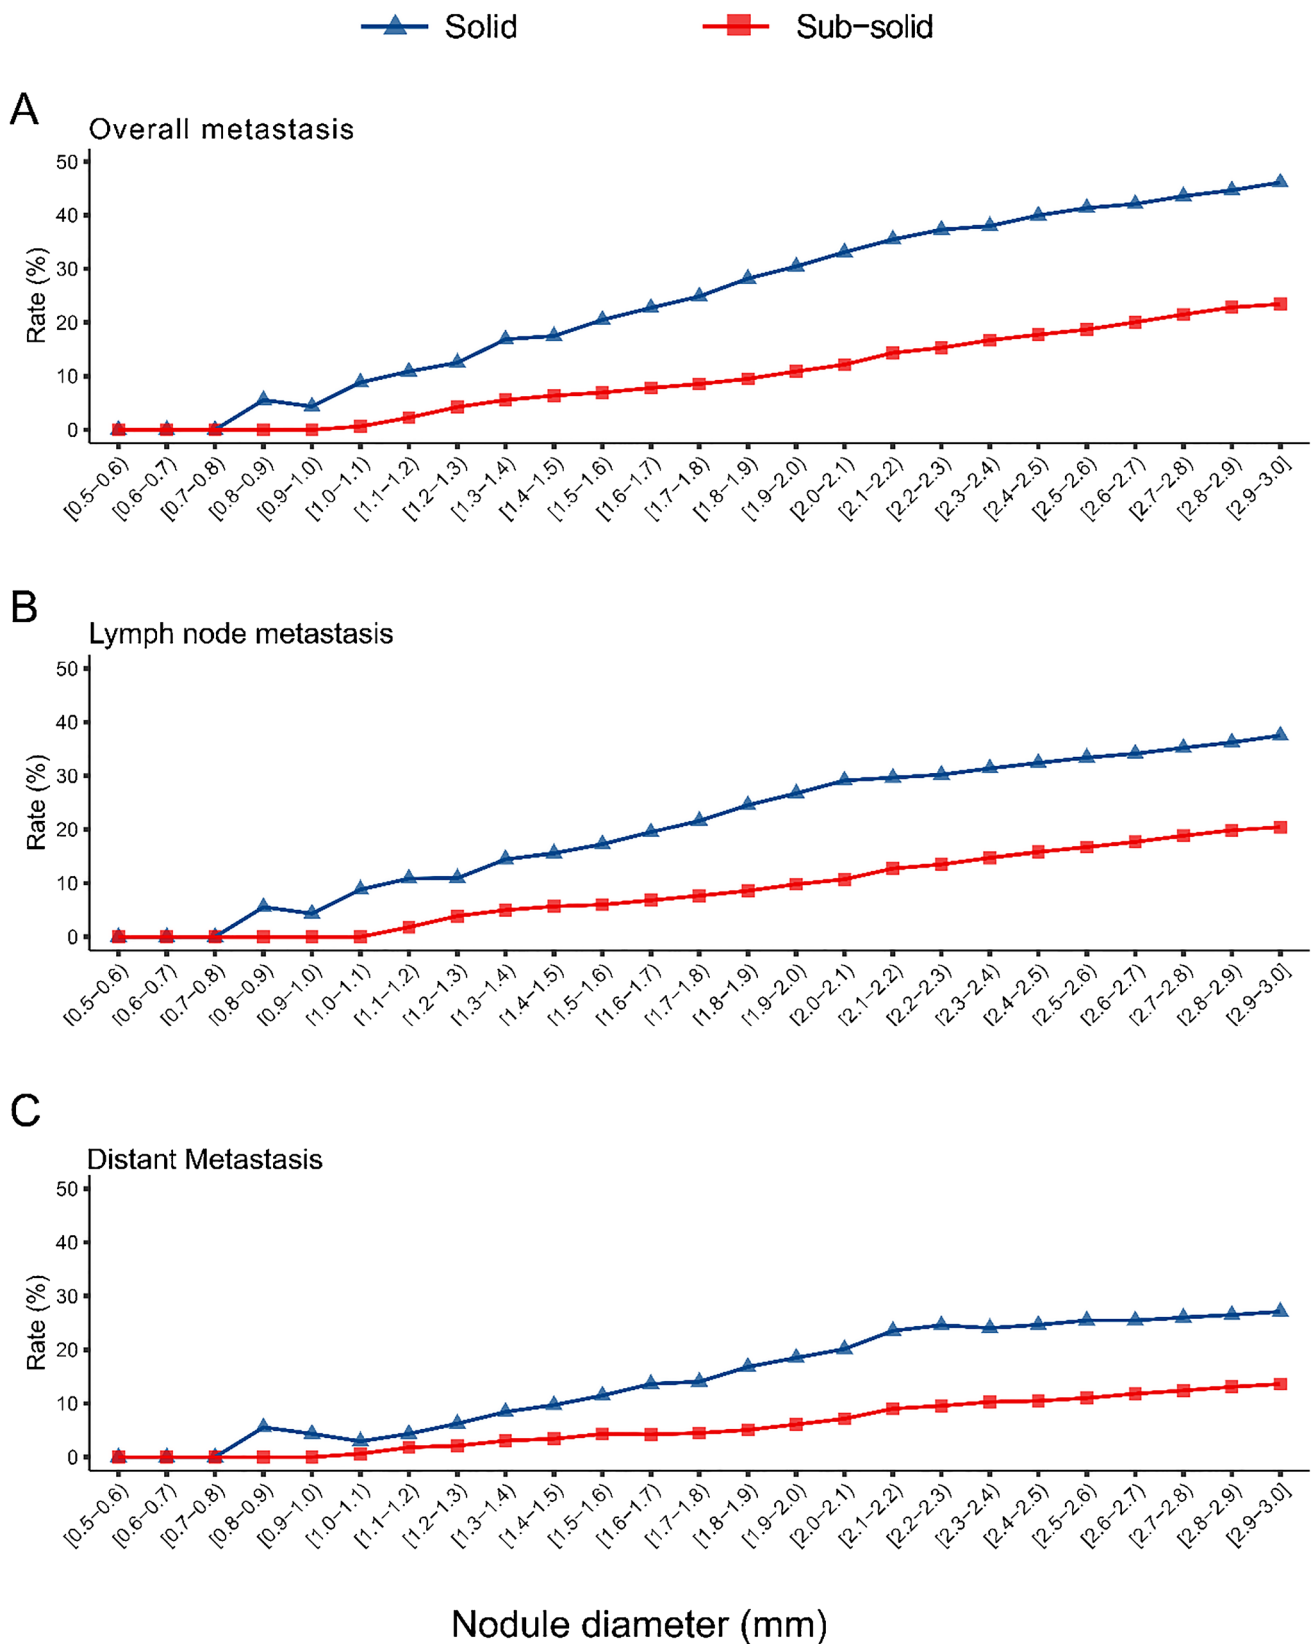 Solid Sub-solid
A
Overall metastasis
50
40
30
20
10
0
Rate (%)
[0.5-0.6) [0.6-0.7) [0.7-0.8) [0.8-0.9) [0.9-1.0) [1.0-1.1) [1.1-1.2) [1.2-1.3) [1.3-1.4) [1.4-1.5) [1.5-1.6) [1.6-1.7) [1.7-1.8) [1.8-1.9) [1.9-2.0) [2.0-2.1) [2.1-2.2) [2.2-2.3) [2.3-2.4) [2.4-2.5) [2.5-2.6) [2.6-2.7) [2.7-2.8) [2.8-2.9) [2.9-3.0]
B
Lymph node metastasis
50
40
30
20
10
0
Rate (%)
[0.5-0.6) [0.6-0.7) [0.7-0.8) [0.8-0.9) [0.9-1.0) [1.0-1.1) [1.1-1.2) [1.2-1.3) [1.3-1.4) [1.4-1.5) [1.5-1.6) [1.6-1.7) [1.7-1.8) [1.8-1.9) [1.9-2.0) [2.0-2.1) [2.1-2.2) [2.2-2.3) [2.3-2.4) [2.4-2.5) [2.5-2.6) [2.6-2.7) [2.7-2.8) [2.8-2.9) [2.9-3.0]
C
Distant Metastasis
50
40
30
20
10
0
Rate (%)
[0.5-0.6) [0.6-0.7) [0.7-0.8) [0.8-0.9) [0.9-1.0) [1.0-1.1) [1.1-1.2) [1.2-1.3) [1.3-1.4) [1.4-1.5) [1.5-1.6) [1.6-1.7) [1.7-1.8) [1.8-1.9) [1.9-2.0) [2.0-2.1) [2.1-2.2) [2.2-2.3) [2.3-2.4) [2.4-2.5) [2.5-2.6) [2.6-2.7) [2.7-2.8) [2.8-2.9) [2.9-3.0]
Nodule diameter (mm)